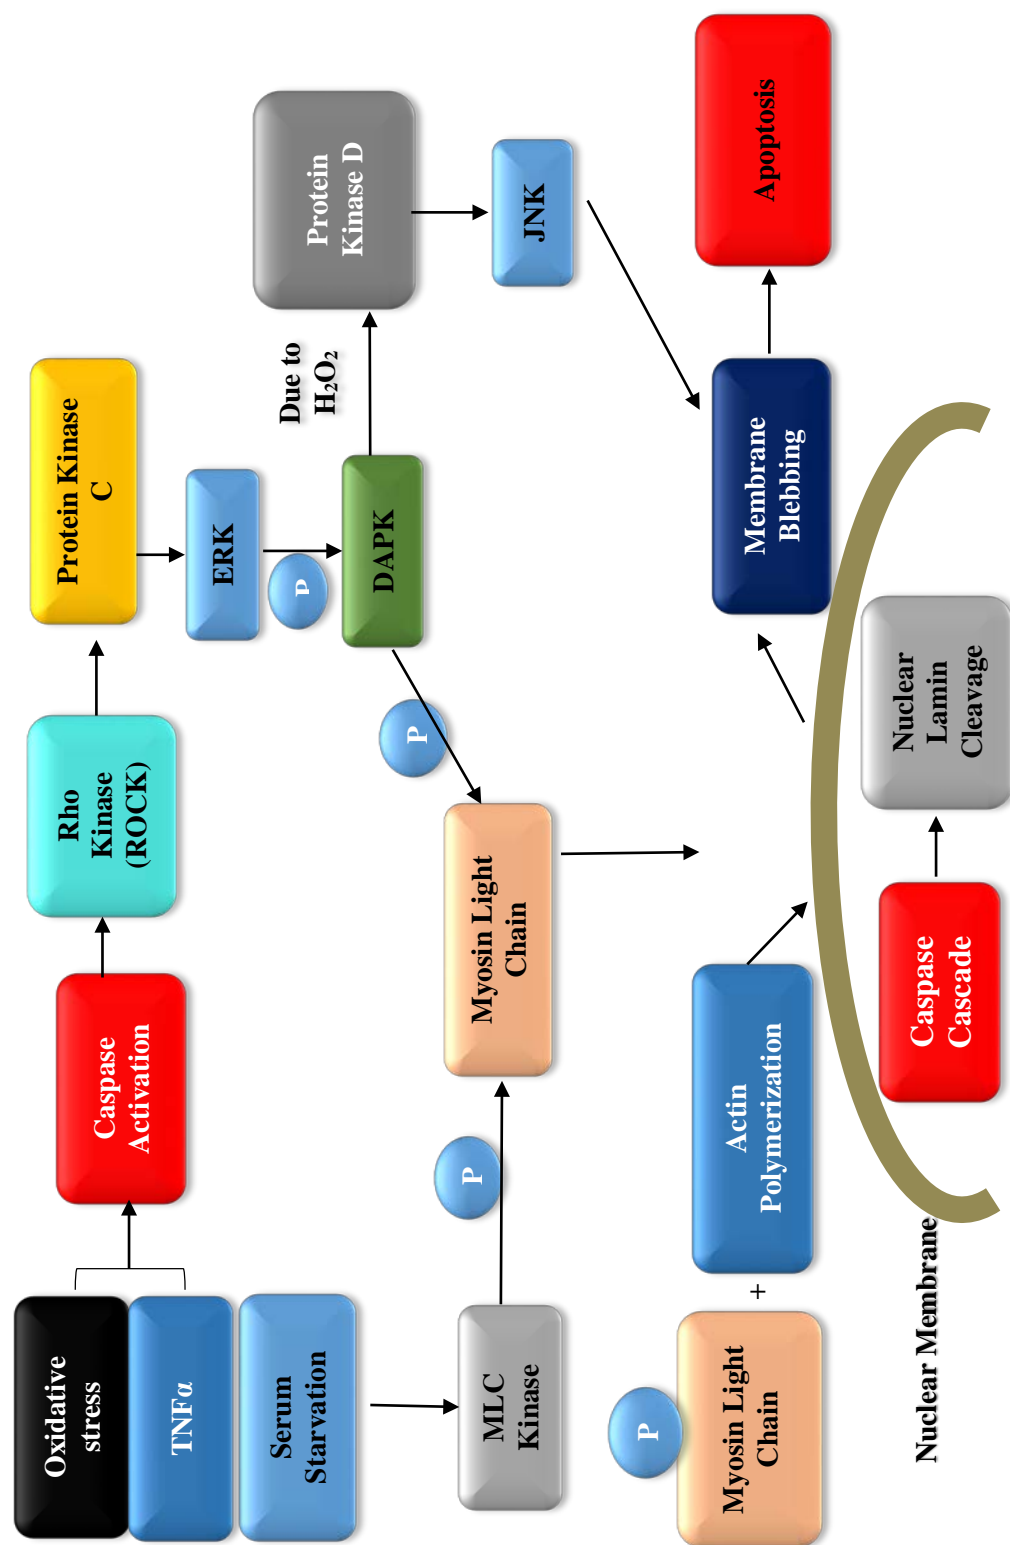 Oxidative
stress
TNFα
Serum
Starvation
Caspase
Activation
Rho
Kinase
(ROCK)
Protein Kinase
C
ERK
P
DAPK
Due to
H₂O₂
Protein
Kinase D
JNK
MLC
Kinase
P
Myosin Light
Chain
P
P
Myosin Light
Chain
+
Actin
Polymerization
Membrane
Blebbing
Apoptosis
Nuclear Membrane
Caspase
Cascade
Nuclear
Lamin
Cleavage